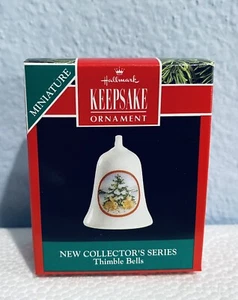 MINIATURE
Hallmark
KEEPSAKE
ORNAMENT
NEW COLLECTOR'S SERIES
Thimble Bells